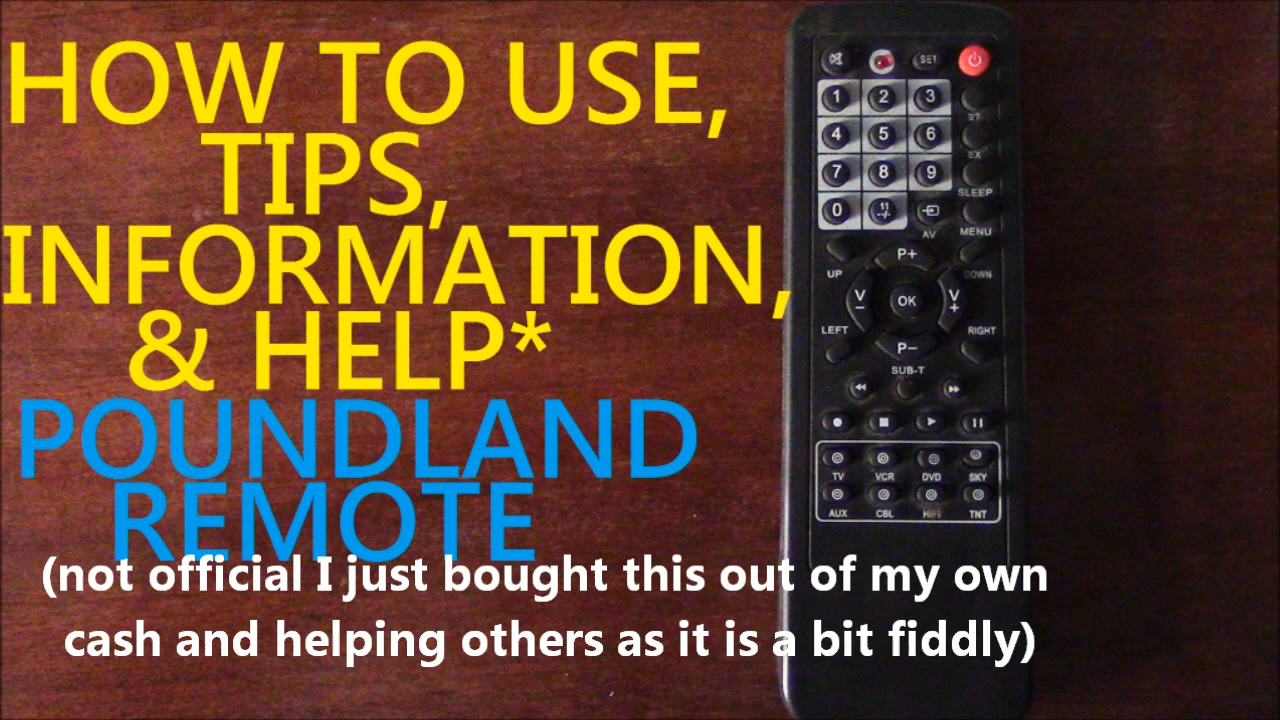 HOW TO USE,
TIPS,
INFORMATION,
& HELP*
POUNDLAND
REMOTE
(not official I just bought this out of my own
cash and helping others as it is a bit fiddly)
SET
1 2 3
4 5 6
7 8 9
SLEEP
0
AV MENU
P+
UP DOWN
V - OK V +
LEFT RIGHT
P-
SUB-T
TV VCR DVD SKY
AUX CBL HIFI TNT